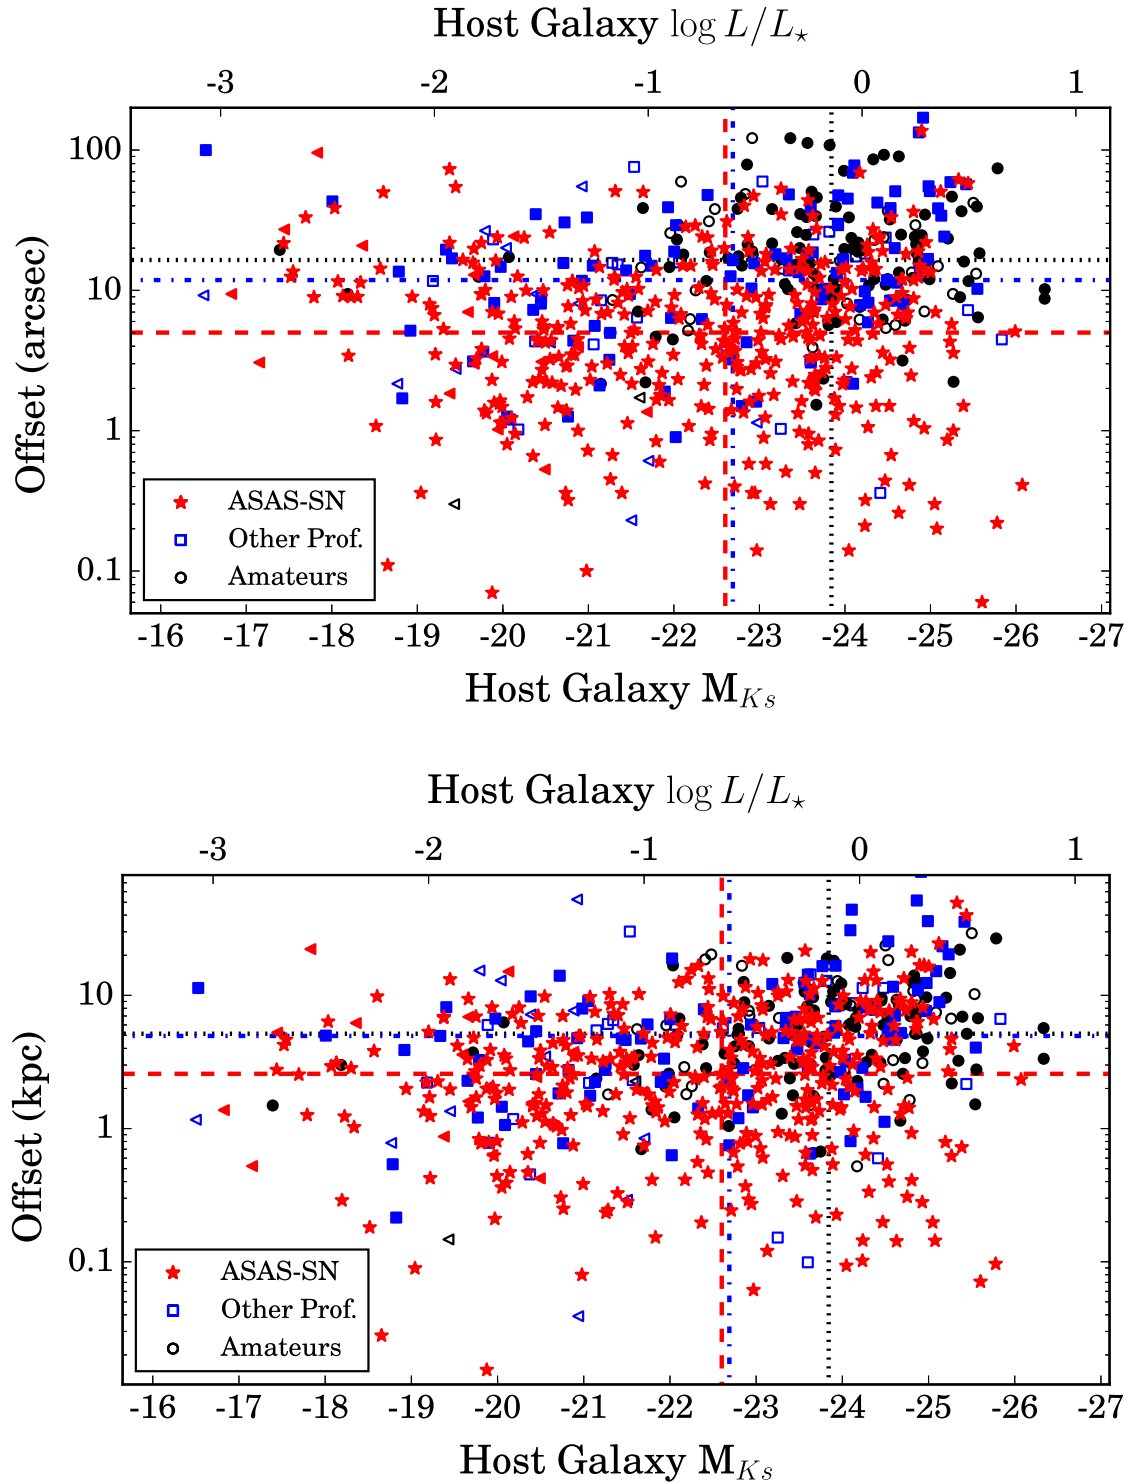 Host Galaxy log L/L⋆
-3 -2 -1 0 1
Offset (arcsec)
100
10
1
0.1
ASAS-SN
Other Prof.
Amateurs
-16 -17 -18 -19 -20 -21 -22 -23 -24 -25 -26 -27
Host Galaxy M_Ks
Host Galaxy log L/L⋆
-3 -2 -1 0 1
Offset (kpc)
10
1
0.1
ASAS-SN
Other Prof.
Amateurs
-16 -17 -18 -19 -20 -21 -22 -23 -24 -25 -26 -27
Host Galaxy M_Ks